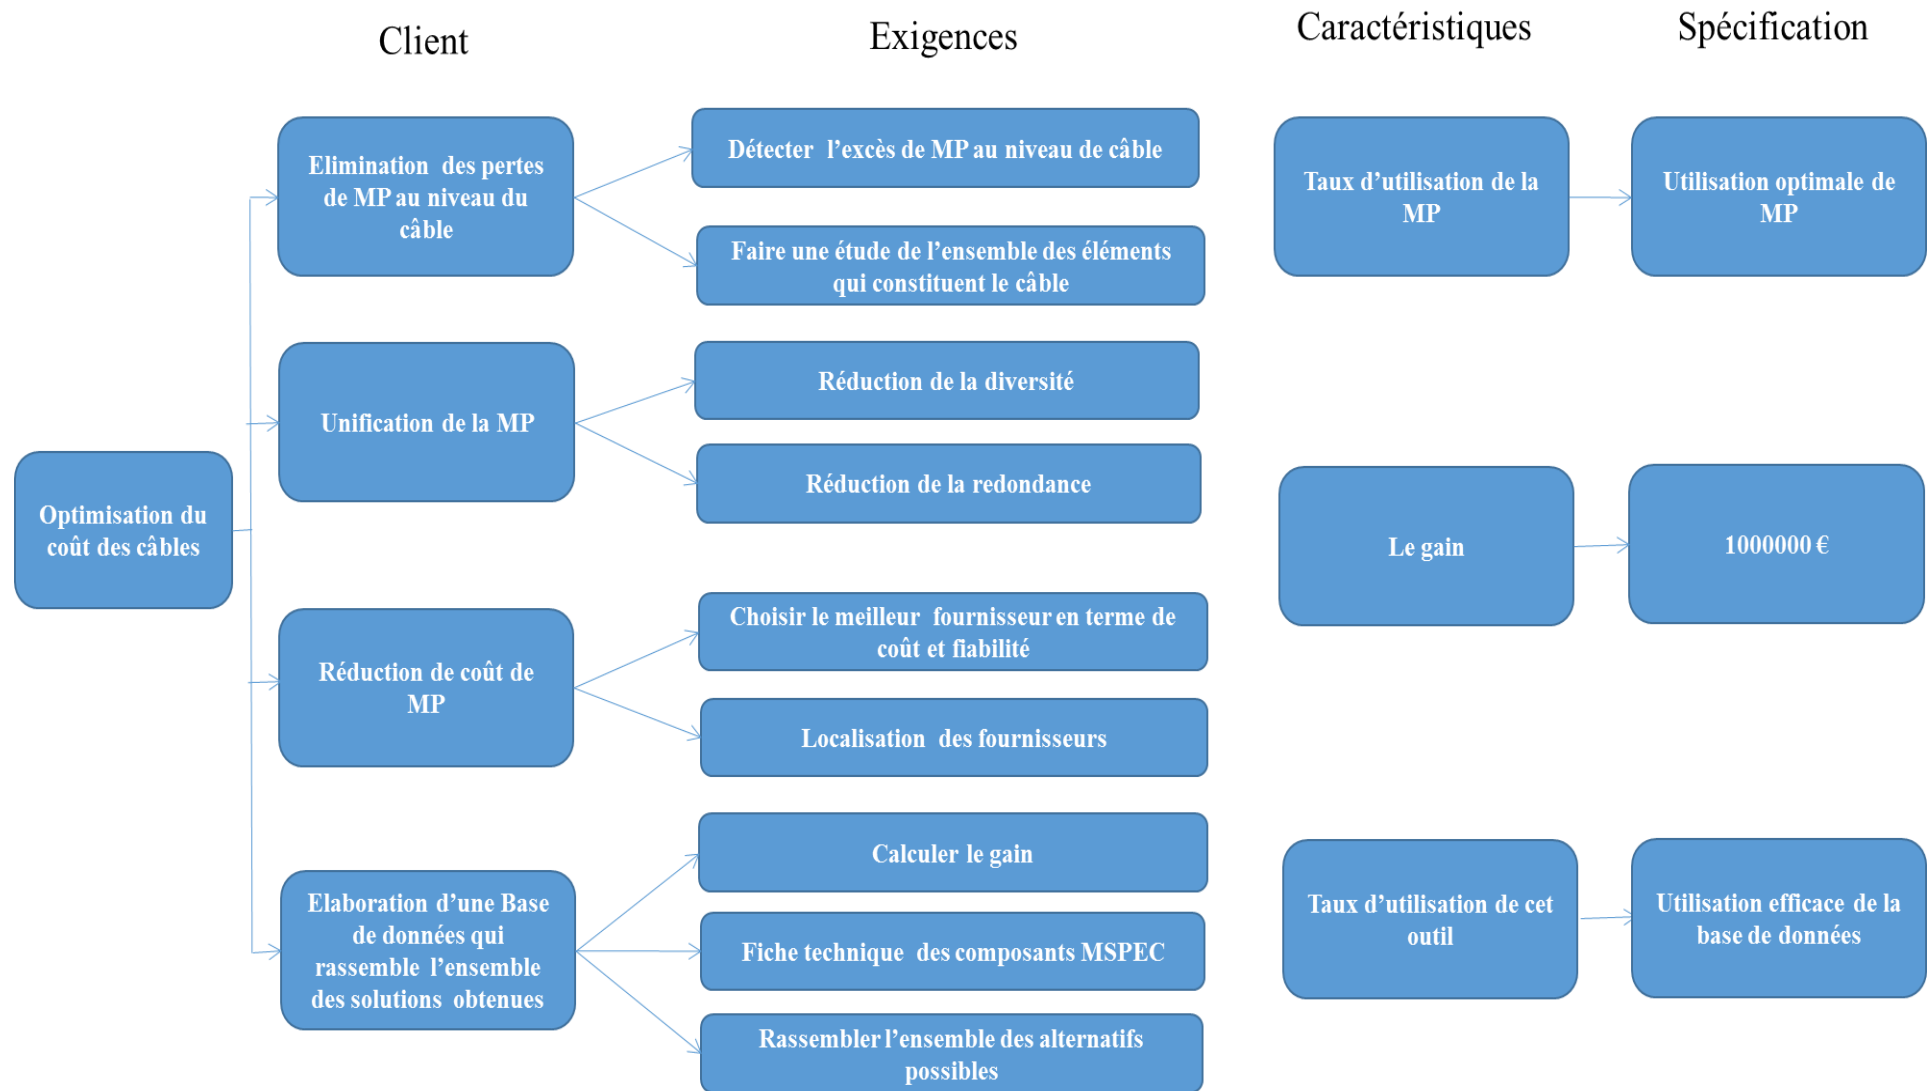 Client
Exigences
Caractéristiques
Spécification
Optimisation du
coût des câbles
Elimination des pertes
de MP au niveau du
câble
Unification de la MP
Réduction de coût de
MP
Elaboration d’une Base
de données qui
rassemble l’ensemble
des solutions obtenues
Détecter l’excès de MP au niveau de câble
Faire une étude de l’ensemble des éléments
qui constituent le câble
Réduction de la diversité
Réduction de la redondance
Choisir le meilleur fournisseur en terme de
coût et fiabilité
Localisation des fournisseurs
Calculer le gain
Fiche technique des composants MSPEC
Rassembler l’ensemble des alternatifs
possibles
Taux d’utilisation de la
MP
Le gain
Taux d’utilisation de cet
outil
Utilisation optimale de
MP
1000000 €
Utilisation efficace de la
base de données